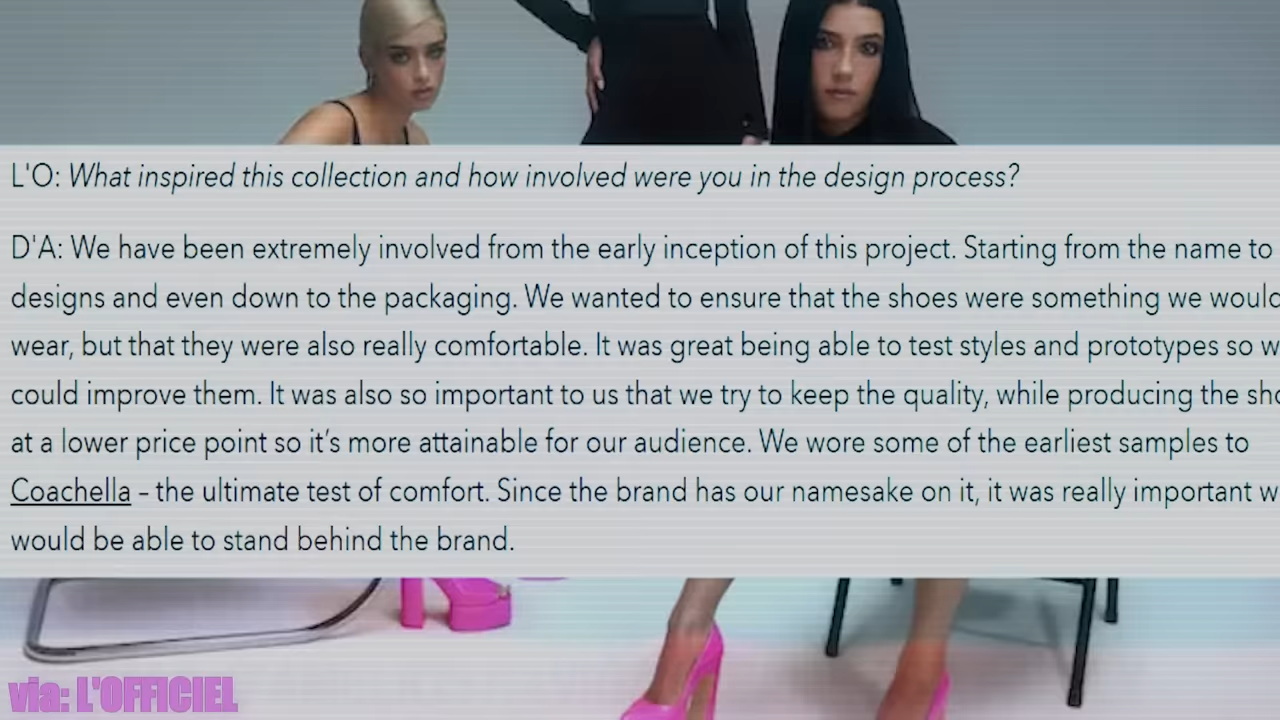 L'O: What inspired this collection and how involved were you in the design process?
D'A: We have been extremely involved from the early inception of this project. Starting from the name to
designs and even down to the packaging. We wanted to ensure that the shoes were something we would
wear, but that they were also really comfortable. It was great being able to test styles and prototypes so
could improve them. It was also so important to us that we try to keep the quality, while producing the
at a lower price point so it’s more attainable for our audience. We wore some of the earliest samples to
Coachella – the ultimate test of comfort. Since the brand has our namesake on it, it was really important
would be able to stand behind the brand.
via: L'OFFICIEL